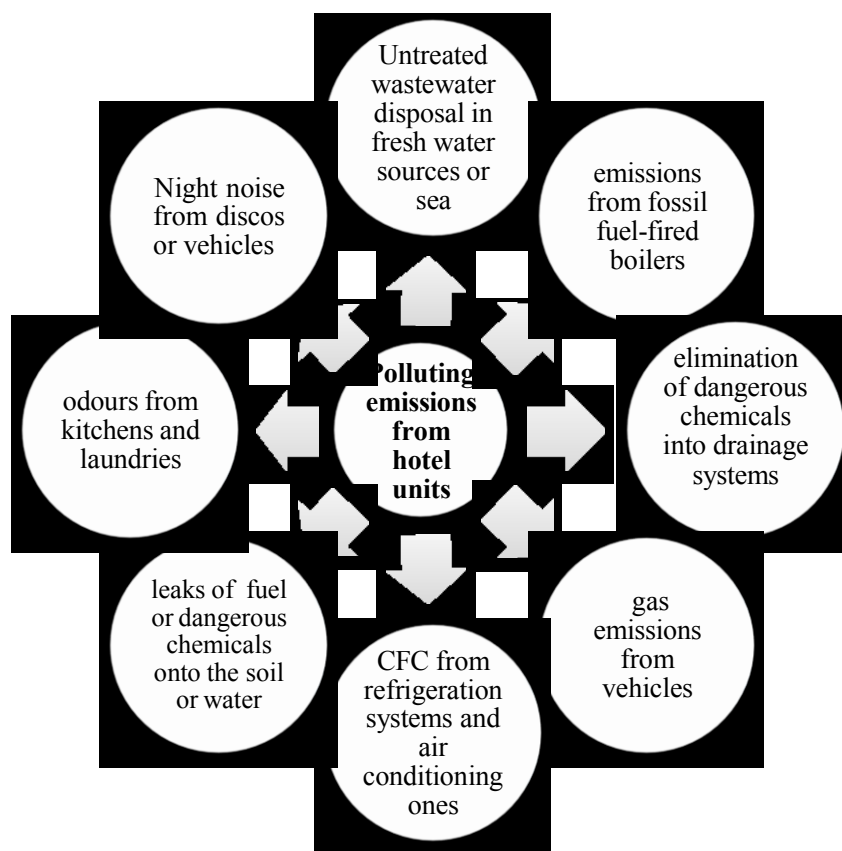 Untreated
wastewater
disposal in
fresh water
sources or
sea
emissions
from fossil
fuel-fired
boilers
elimination
of dangerous
chemicals
into drainage
systems
gas
emissions
from
vehicles
CFC from
refrigeration
systems and
air
conditioning
ones
leaks of fuel
or dangerous
chemicals
onto the soil
or water
odours from
kitchens and
laundries
Night noise
from discos
or vehicles
Polluting
emissions
from
hotel
units